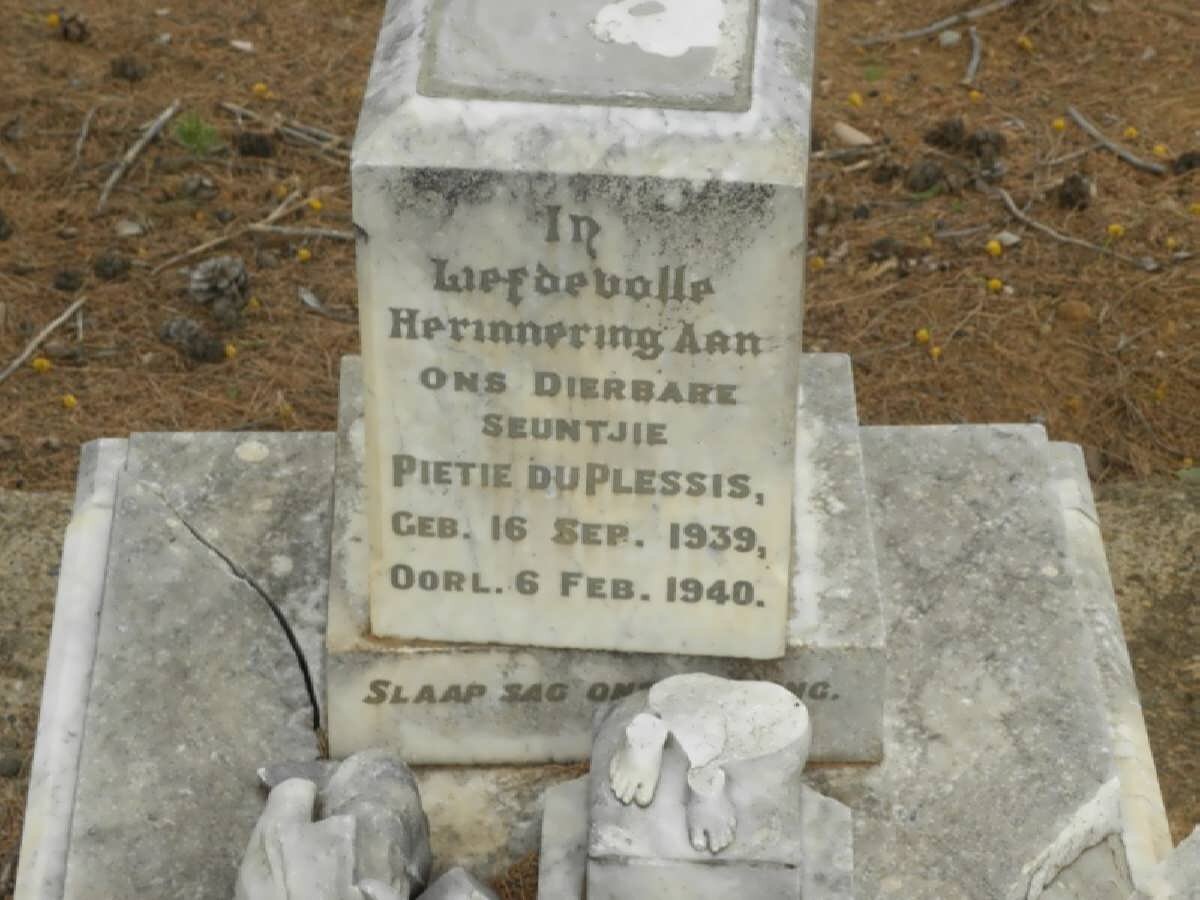 In
Liefdevolle
Herinnering Aan
ONS DIERBARE
SEUNTJIE
PIETIE DU PLESSIS,
GEB. 16 SEP. 1939,
OORL. 6 FEB. 1940.
SLAAP SAG